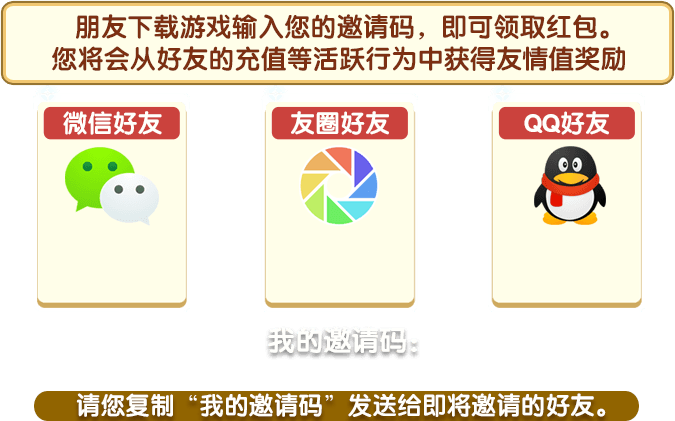 朋友下载游戏输入您的邀请码，即可领取红包。
您将会从好友的充值等活跃行为中获得友情值奖励
微信好友
友圈好友
QQ好友
我的邀请码：
请您复制“我的邀请码”发送给即将邀请的好友。